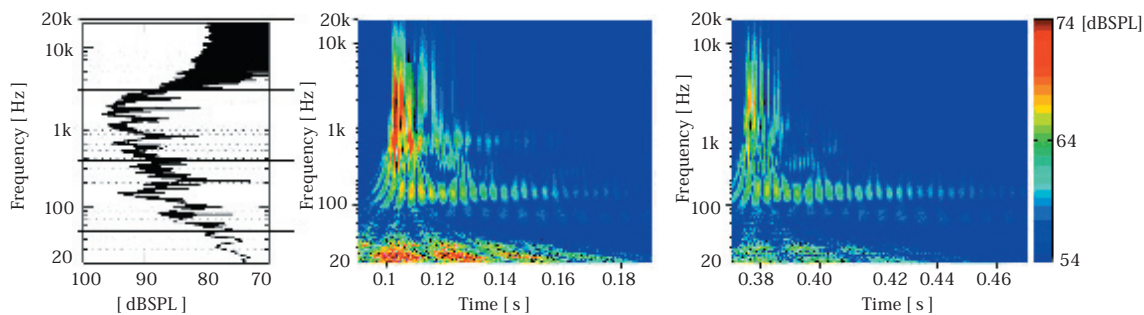 20k
10k
1k
100
20
Frequency [ Hz ]
100 90 80 70
[ dBSPL ]
20k
10k
1k
100
20
Frequency [ Hz ]
0.1 0.12 0.14 0.16 0.18
Time [ s ]
20k
10k
1k
100
20
Frequency [ Hz ]
0.38 0.40 0.42 0.44 0.46
Time [ s ]
74 [dBSPL]
64
54